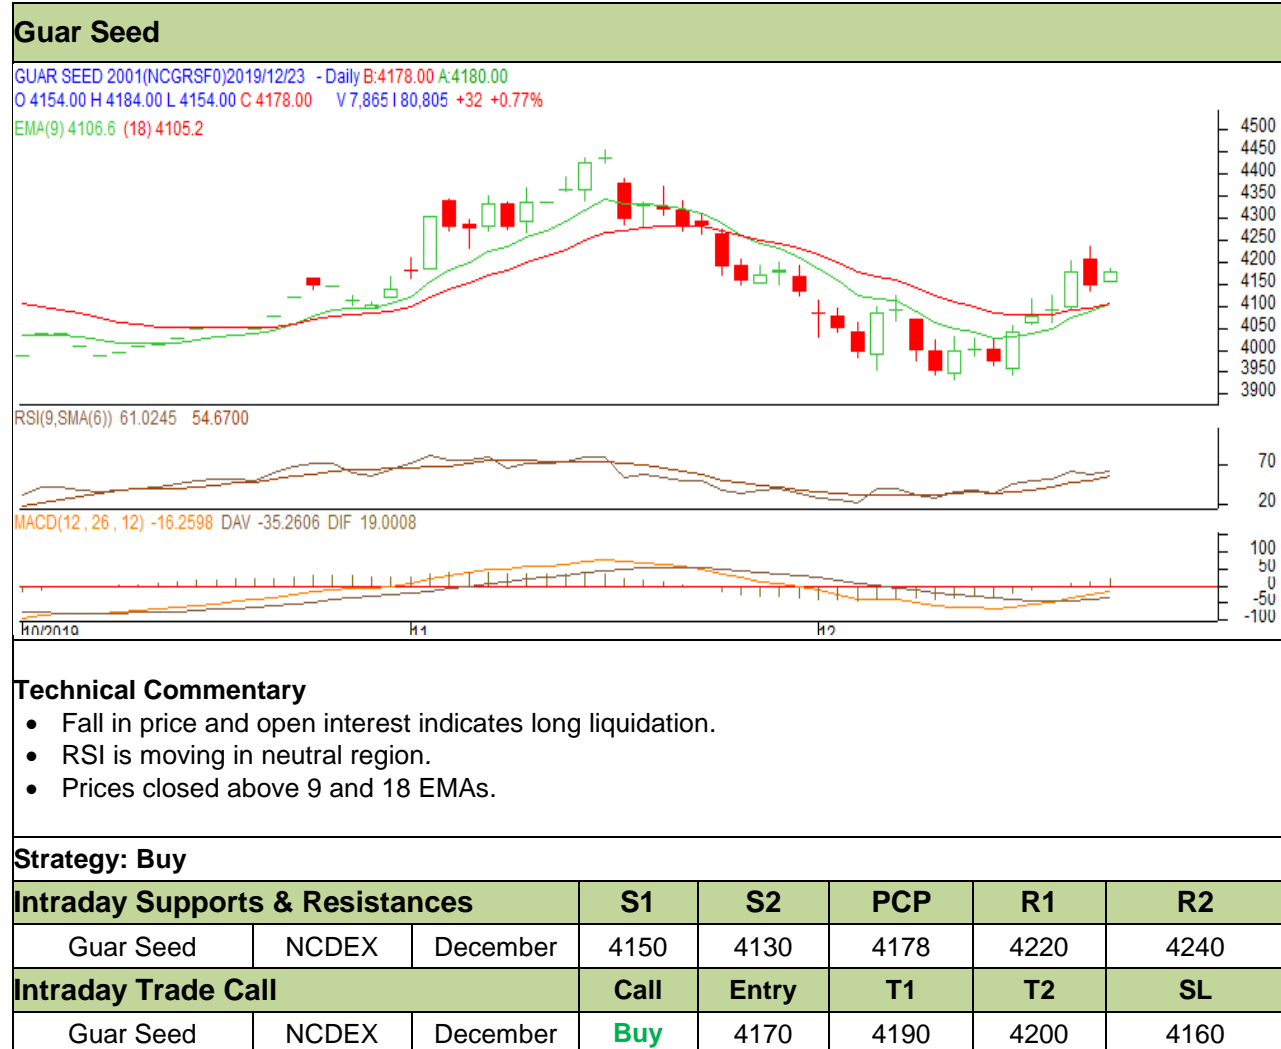 Guar Seed
GUAR SEED 2001(NCGRSF0)2019/12/23 - Daily B:4178.00 A:4180.00
O 4154.00 H 4184.00 L 4154.00 C 4178.00 V 7,865 I 80,805 +32 +0.77%
EMA(9) 4106.6 (18) 4105.2
4500
4450
4400
4350
4300
4250
4200
4150
4100
4050
4000
3950
3900
RSI(9,SMA(6)) 61.0245 54.6700
70
20
MACD(12 , 26 , 12) -16.2598 DAV -35.2606 DIF 19.0008
100
50
0
-50
-100
10/2019 11 12
Technical Commentary
• Fall in price and open interest indicates long liquidation.
• RSI is moving in neutral region.
• Prices closed above 9 and 18 EMAs.
Strategy: Buy
Intraday Supports & Resistances S1 S2 PCP R1 R2
Guar Seed NCDEX December 4150 4130 4178 4220 4240
Intraday Trade Call Call Entry T1 T2 SL
Guar Seed NCDEX December Buy 4170 4190 4200 4160